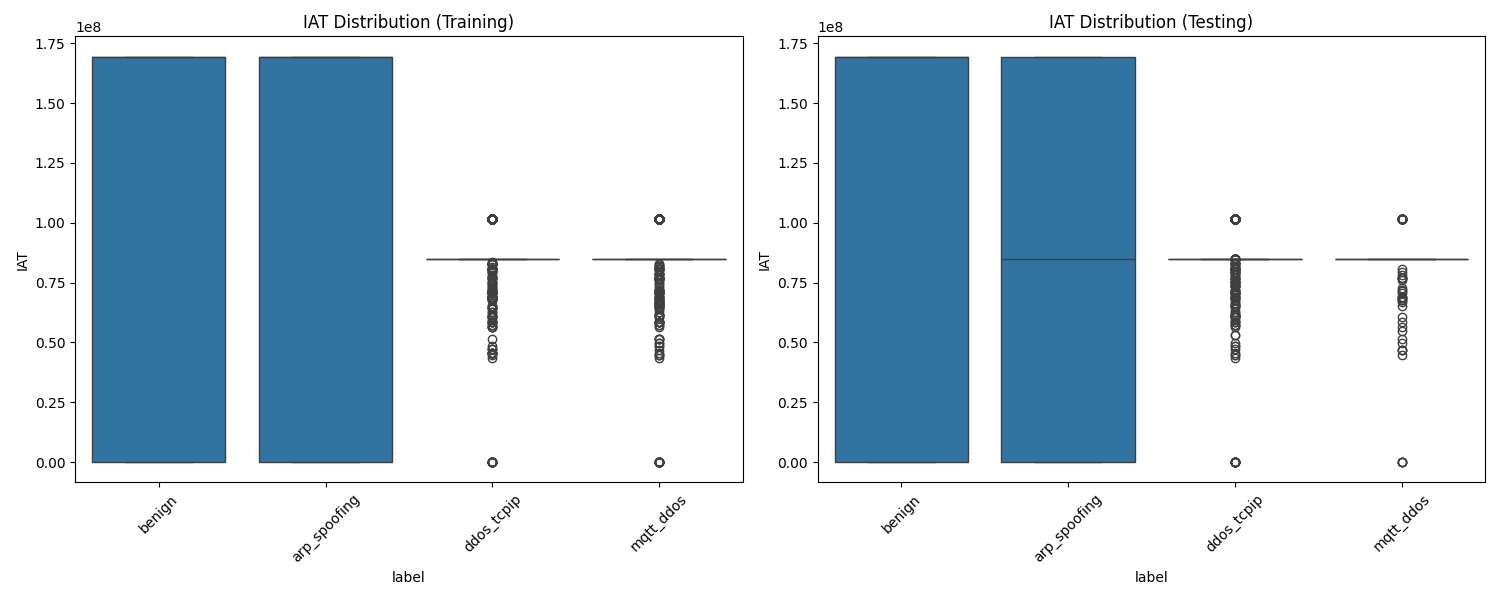 IAT Distribution (Training)
1e8
1.75
1.50
1.25
1.00
0.75
0.50
0.25
0.00
IAT
benign
arp_spoofing
ddos_tcpip
mqtt_ddos
label
IAT Distribution (Testing)
1e8
1.75
1.50
1.25
1.00
0.75
0.50
0.25
0.00
IAT
benign
arp_spoofing
ddos_tcpip
mqtt_ddos
label